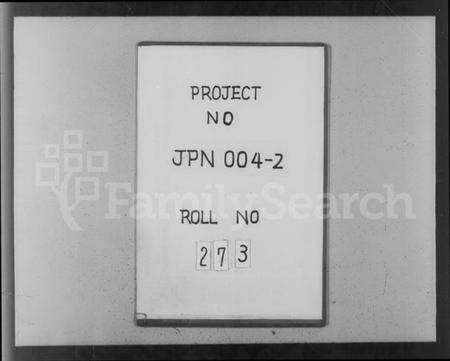 PROJECT
NO
JPN 004-2
FamilySearch
ROLL NO
273